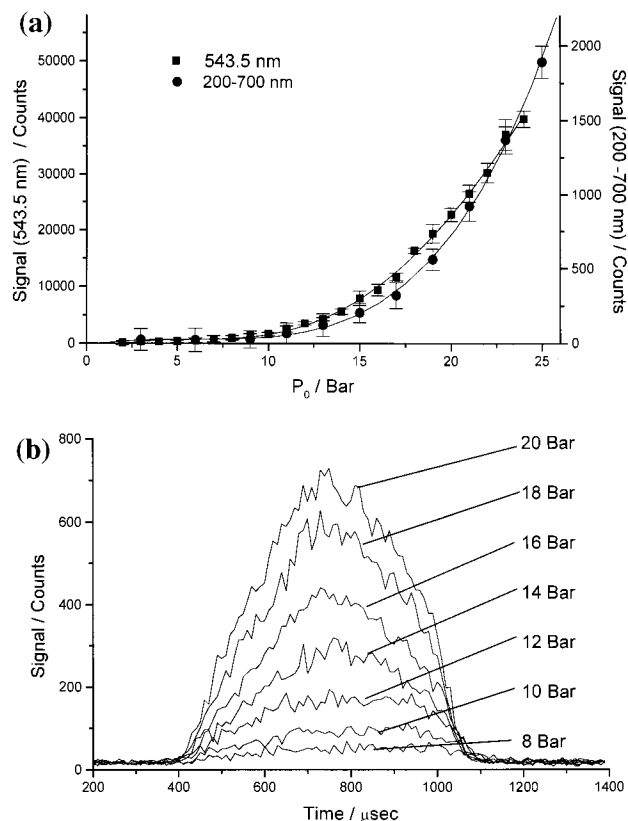 (a)
543.5 nm
200-700 nm
Signal (543.5 nm) / Counts
50000
40000
30000
20000
10000
0
0
5
10
15
20
25
P₀ / Bar
2000
1500
1000
500
0
Signal (200 -700 nm) / Counts
(b)
800
600
400
200
0
Signal / Counts
20 Bar
18 Bar
16 Bar
14 Bar
12 Bar
10 Bar
8 Bar
200
400
600
800
1000
1200
1400
Time / μsec